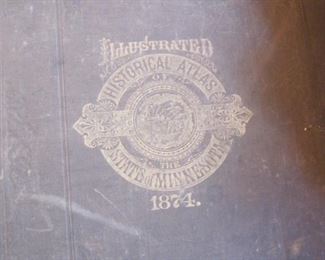 ILLUSTRATED
HISTORICAL ATLAS
OF
THE
STATE OF MINNESOTA
1874.